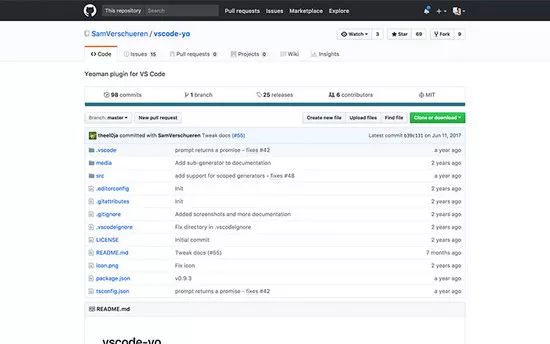 This repository Search Pull requests Issues Marketplace Explore
SamVerschueren / vscode-yo Watch 3 Star 69 Fork 9
Code Issues 15 Pull requests 0 Projects 0 Wiki Insights
Yeoman plugin for VS Code
98 commits 1 branch 25 releases 6 contributors MIT
Branch: master New pull request Create new file Upload files Find file Clone or download
theel0ja committed with SamVerschueren Tweak docs (#55) Latest commit b39c131 on Jun 11, 2017
.vscode prompt returns a promise - fixes #42 a year ago
media Add sub-generator to documentation 2 years ago
src add support for scoped generators - fixes #48 a year ago
.editorconfig Init 2 years ago
.gitattributes Init 2 years ago
.gitignore Added screenshots and more documentation 2 years ago
.vscodeignore Fix directory in .vscodeignore 2 years ago
LICENSE Initial commit 2 years ago
README.md Tweak docs (#55) 7 months ago
icon.png Fix icon 2 years ago
package.json v0.9.3 a year ago
tsconfig.json prompt returns a promise - fixes #42 a year ago
README.md
vscode-yo